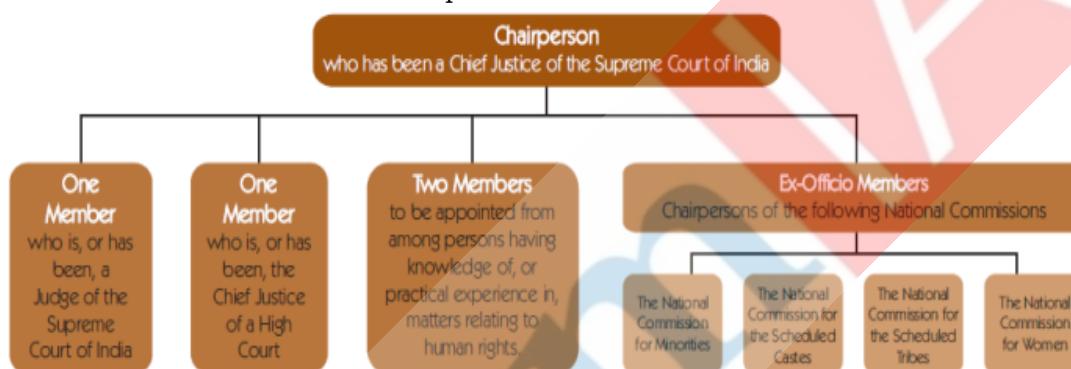 Chairperson
who has been a Chief Justice of the Supreme Court of India
One
Member
who is, or has
been, a
Judge of the
Supreme
Court of India
One
Member
who is, or has
been, the
Chief Justice
of a High
Court
Two Members
to be appointed from
among persons having
knowledge of, or
practical experience in,
matters relating to
human rights.
Ex-Officio Members
Chairpersons of the following National Commissions
The National
Commission
for Minorities
The National
Commission for
the Scheduled
Castes
The National
Commission for
the Scheduled
Tribes
The National
Commission
for Women